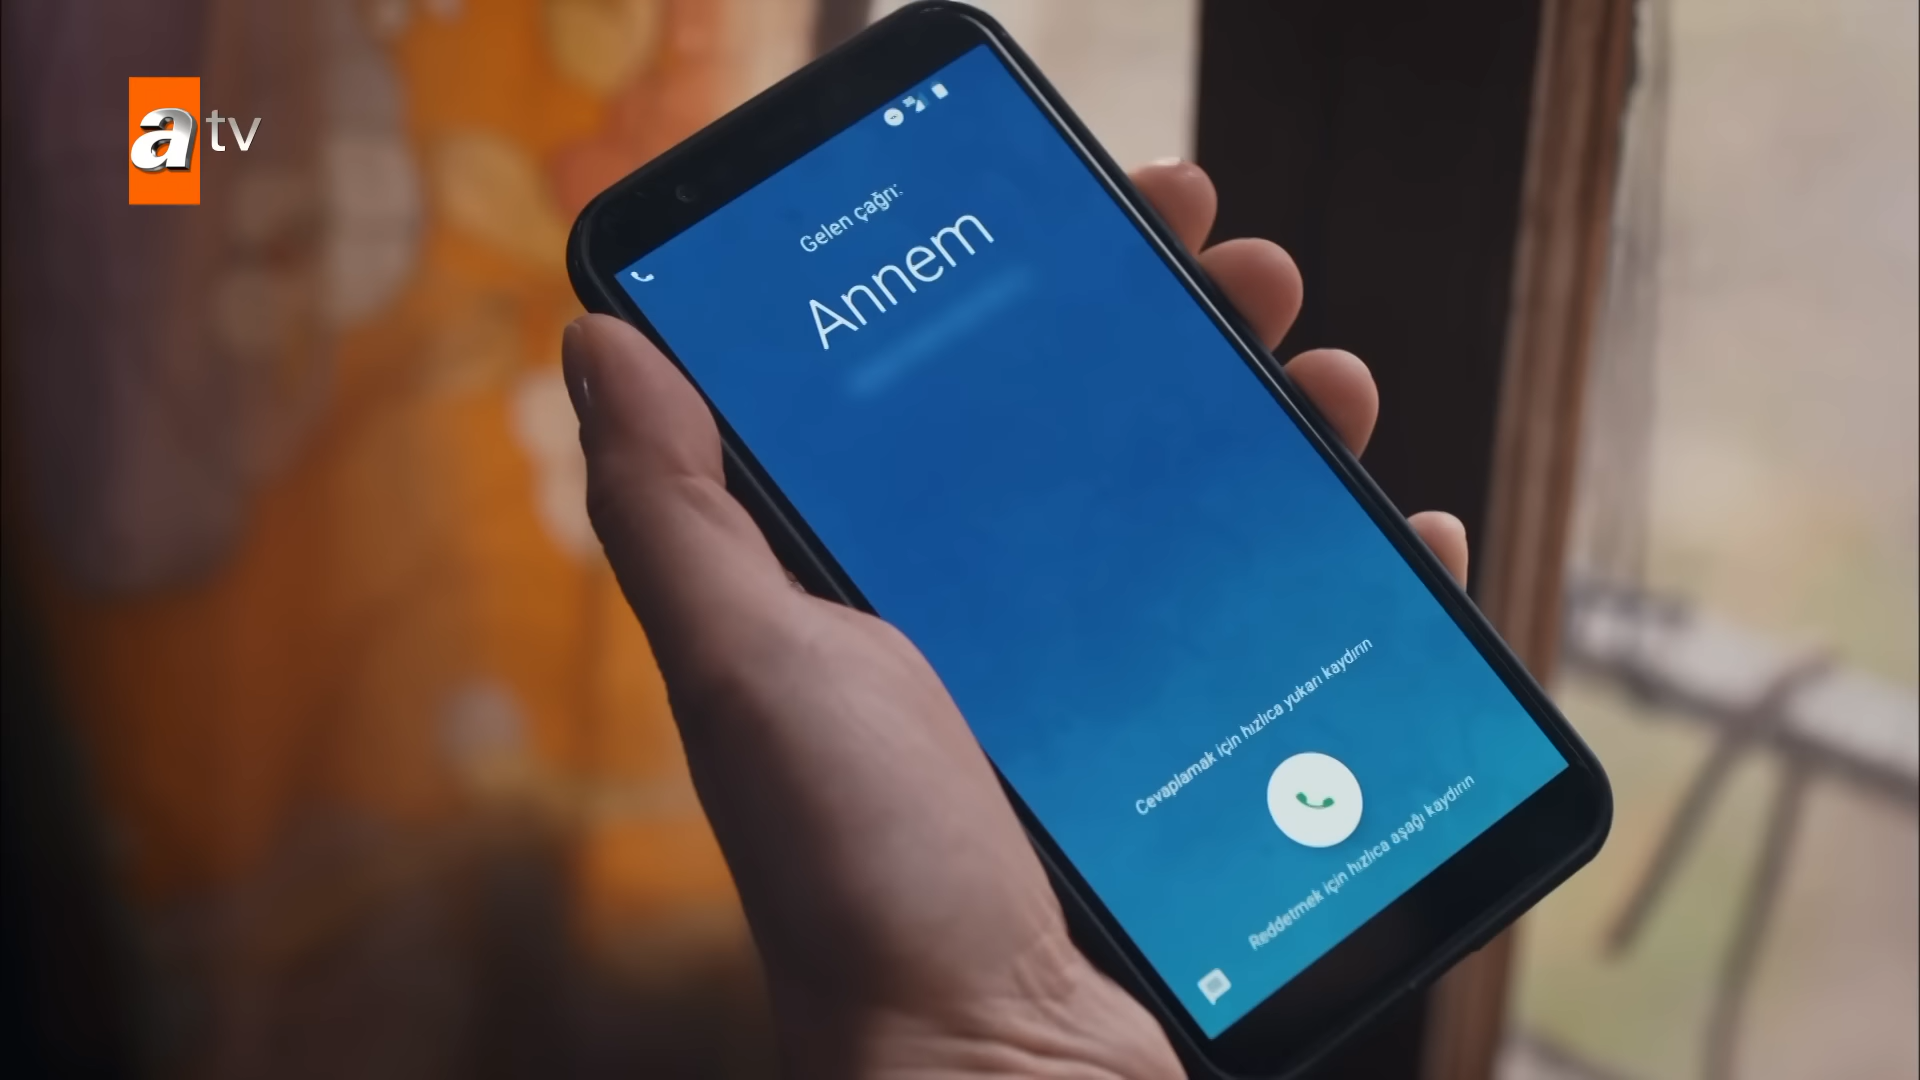 atv
Gelen çağrı:
Annem
Cevaplamak için hızlıca yukarı kaydırın
Reddetmek için hızlıca aşağı kaydırın